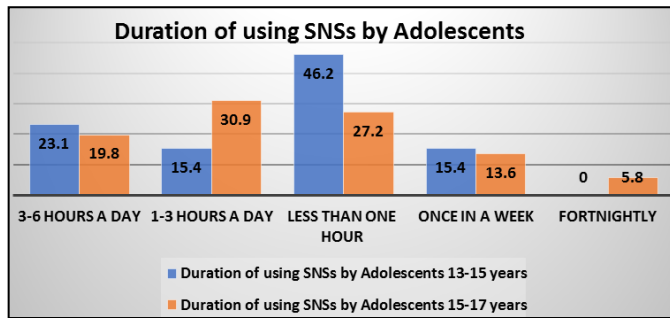 Duration of using SNSs by Adolescents
46.2
30.9
27.2
23.1
19.8
15.4
15.4
13.6
0
5.8
3-6 HOURS A DAY
1-3 HOURS A DAY
LESS THAN ONE
HOUR
ONCE IN A WEEK
FORTNIGHTLY
Duration of using SNSs by Adolescents 13-15 years
Duration of using SNSs by Adolescents 15-17 years